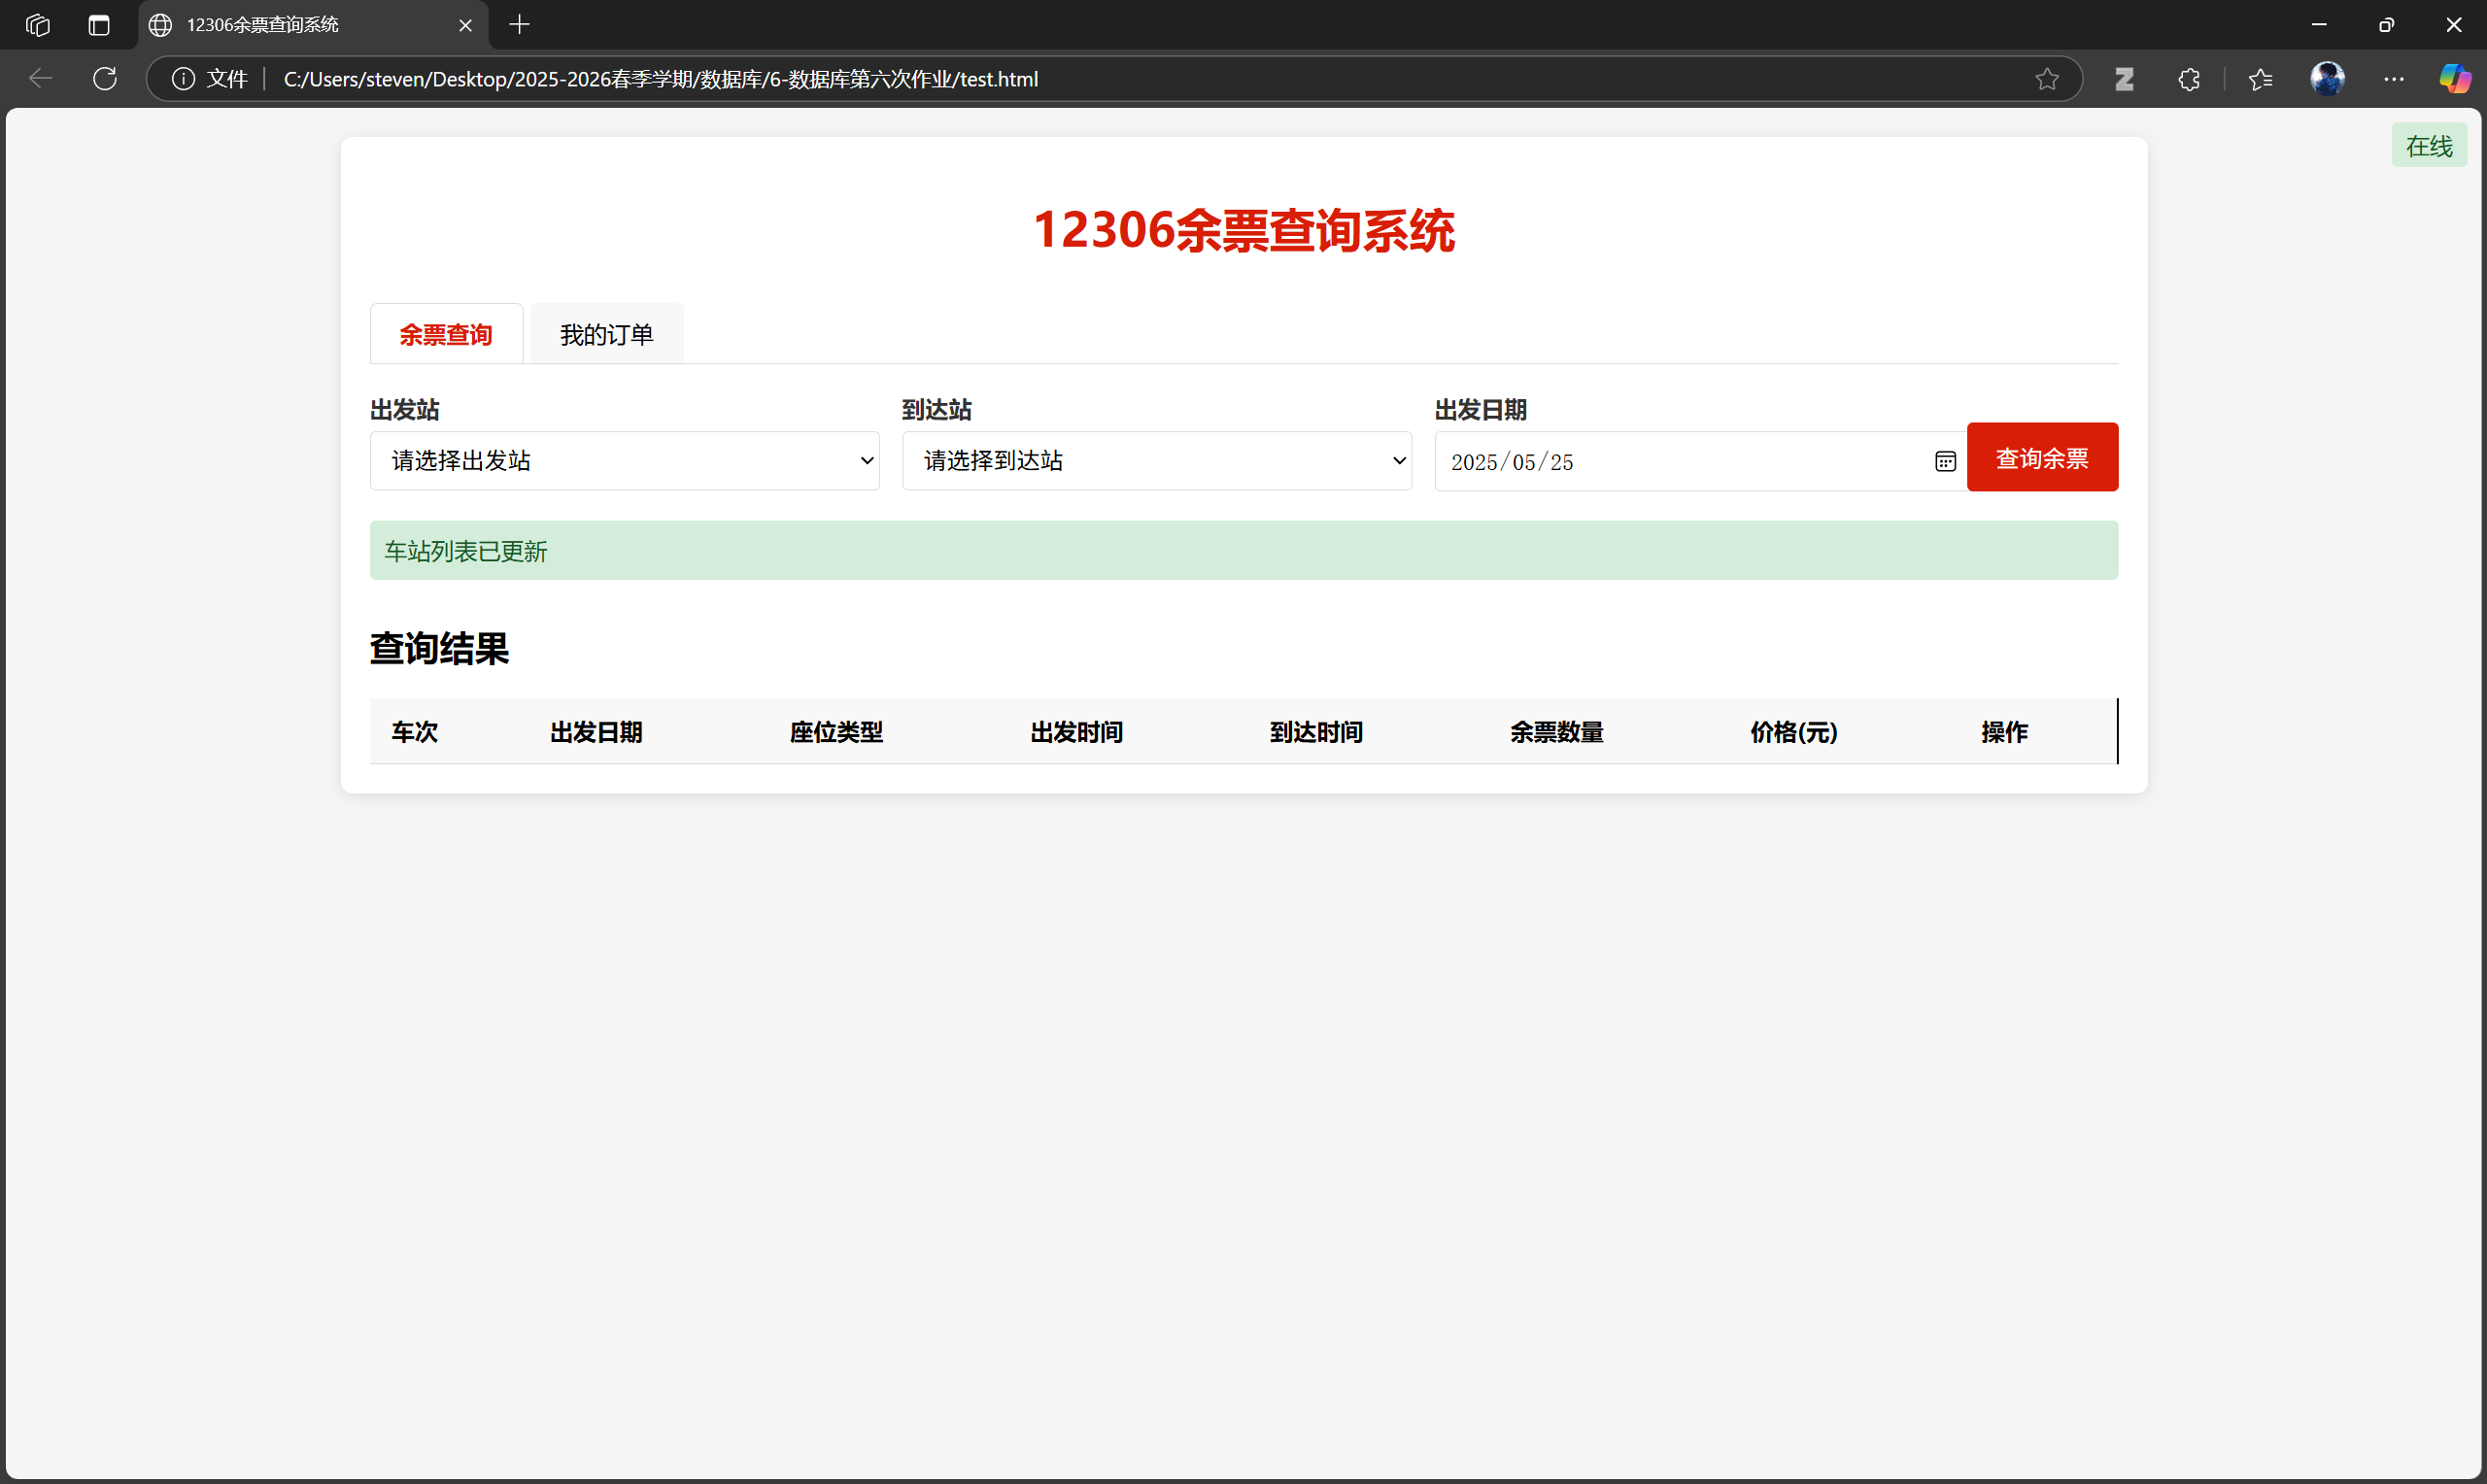 12306余票查询系统
文件 C:/Users/steven/Desktop/2025-2026春季学期/数据库/6-数据库第六次作业/test.html
在线
12306余票查询系统
余票查询 我的订单
出发站 到达站 出发日期
请选择出发站 请选择到达站 2025/05/25 查询余票
车站列表已更新
查询结果
车次 出发日期 座位类型 出发时间 到达时间 余票数量 价格(元) 操作